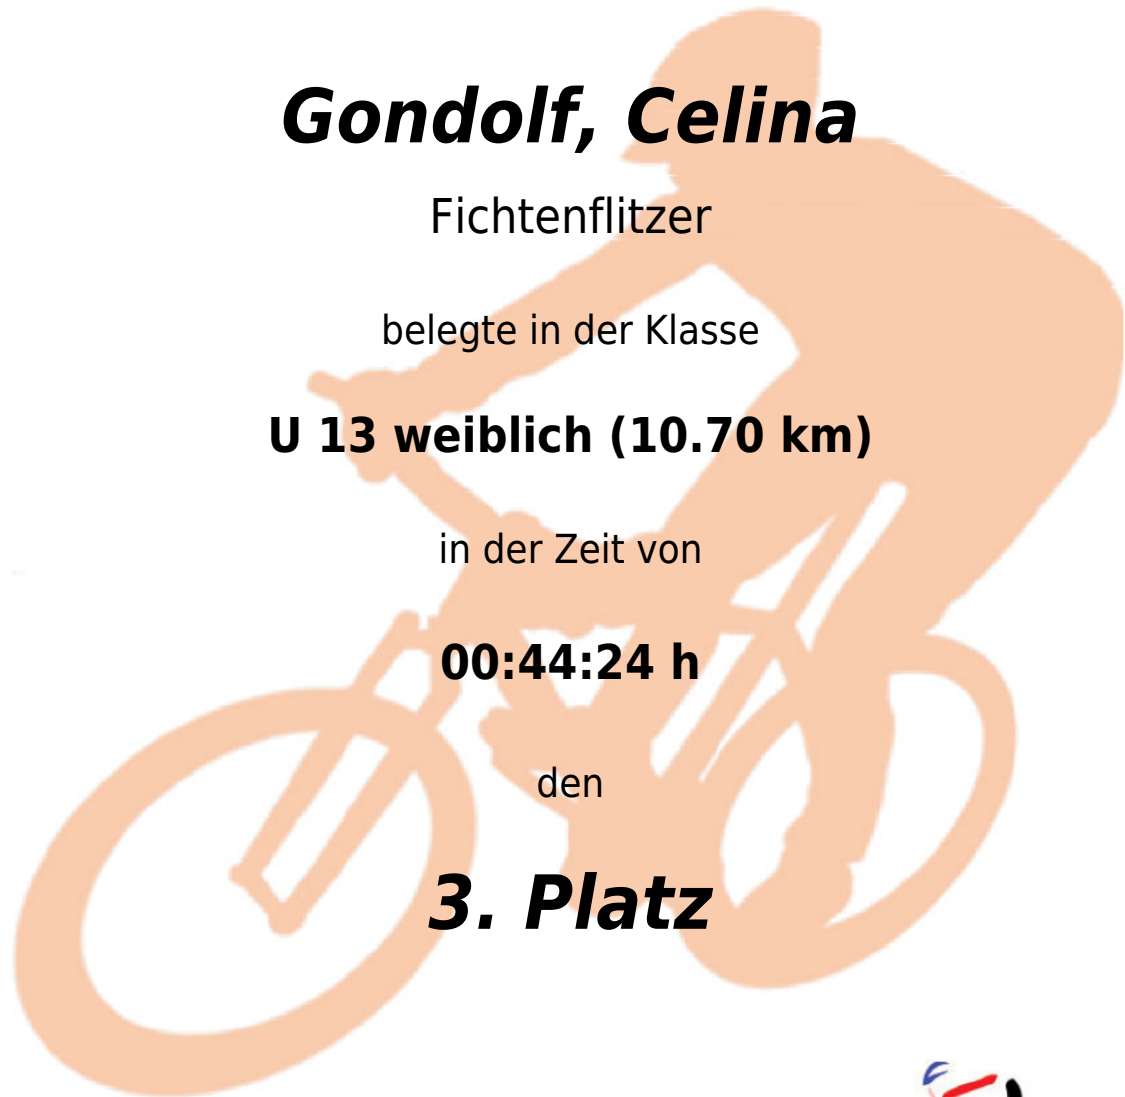 Gondolf, Celina
Fichtenflitzer
belegte in der Klasse
U 13 weiblich (10.70 km)
in der Zeit von
00:44:24 h
den
3. Platz